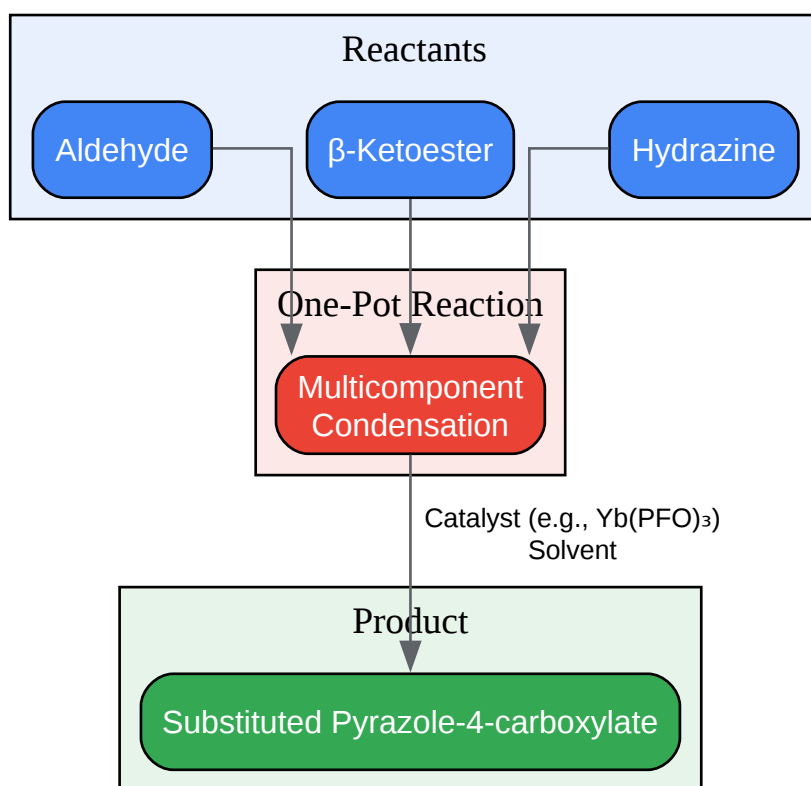 Reactants
Aldehyde
β-Ketoester
Hydrazine
One-Pot Reaction
Multicomponent
Condensation
Catalyst (e.g., Yb(PFO)₃)
Solvent
Product
Substituted Pyrazole-4-carboxylate